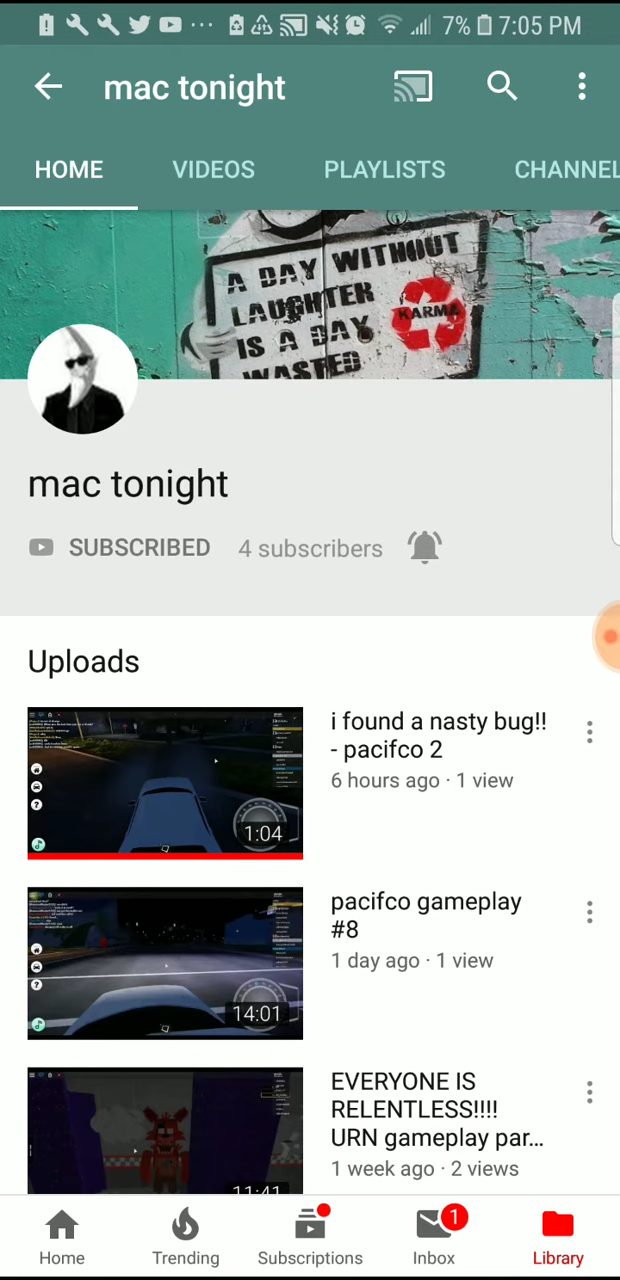 7% 7:05 PM
mac tonight
HOME VIDEOS PLAYLISTS CHANNEL
A DAY WITHOUT
LAUGHTER
IS A DAY
WASTED
KARMA
mac tonight
SUBSCRIBED 4 subscribers
Uploads
i found a nasty bug!!
- pacifco 2
6 hours ago · 1 view
1:04
pacifco gameplay
#8
1 day ago · 1 view
14:01
EVERYONE IS
RELENTLESS!!!!
URN gameplay par...
1 week ago · 2 views
11:41
1
Home Trending Subscriptions Inbox Library